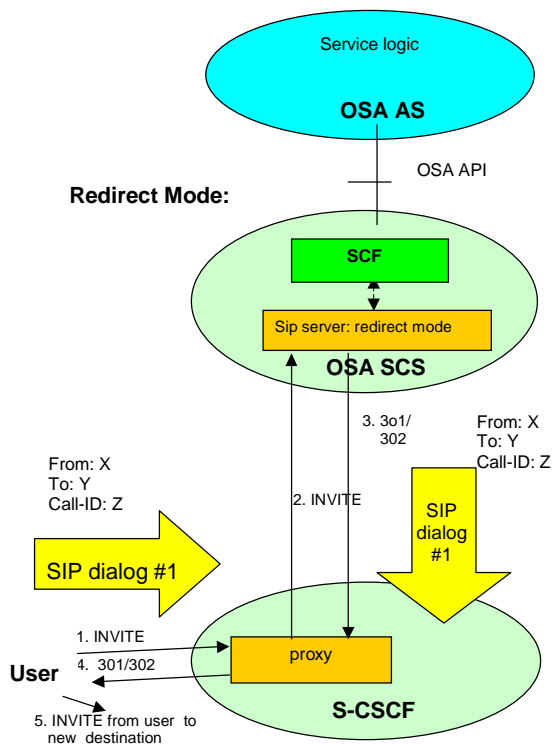 Service logic
OSA AS
OSA API
Redirect Mode:
SCF
Sip server: redirect mode
OSA SCS
3. 3o1/
302
From: X
To: Y
Call-ID: Z
From: X
To: Y
Call-ID: Z
2. INVITE
SIP
dialog
#1
SIP dialog #1
1. INVITE
4. 301/302
proxy
User
S-CSCF
5. INVITE from user to
new destination